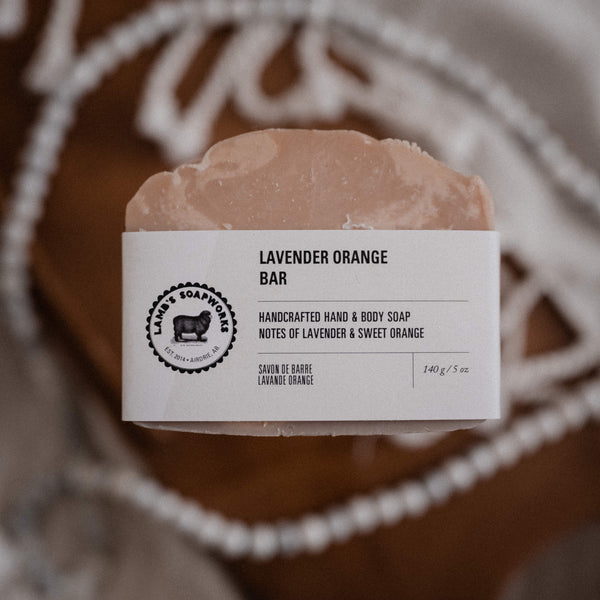 LAVENDER ORANGE
BAR
LAMB'S SOAPWORKS
EST. 2014 • AIRDRIE, AB
HANDCRAFTED HAND & BODY SOAP
NOTES OF LAVENDER & SWEET ORANGE
SAVON DE BARRE
LAVANDE ORANGE
140 g / 5 oz